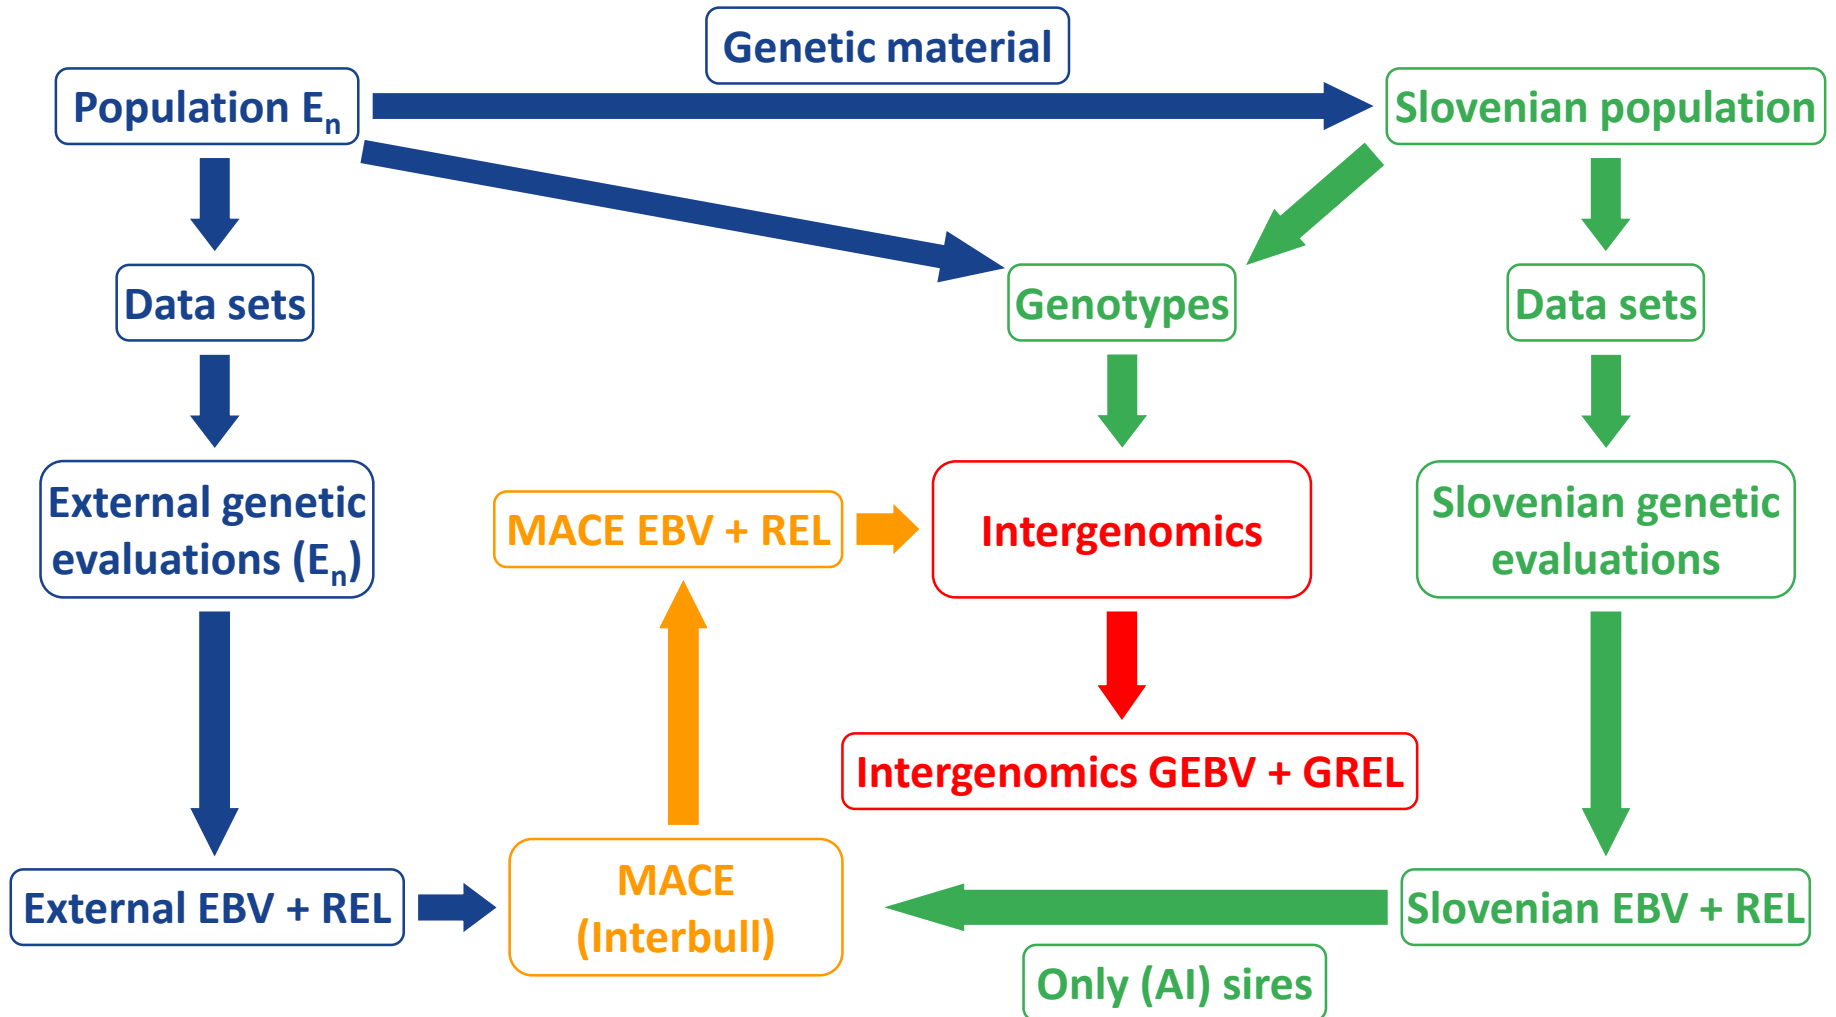 Genetic material
Population Eₙ
Slovenian population
Data sets
Genotypes
Data sets
External genetic
evaluations (Eₙ)
MACE EBV + REL
Intergenomics
Slovenian genetic
evaluations
Intergenomics GEBV + GREL
External EBV + REL
MACE
(Interbull)
Slovenian EBV + REL
Only (AI) sires